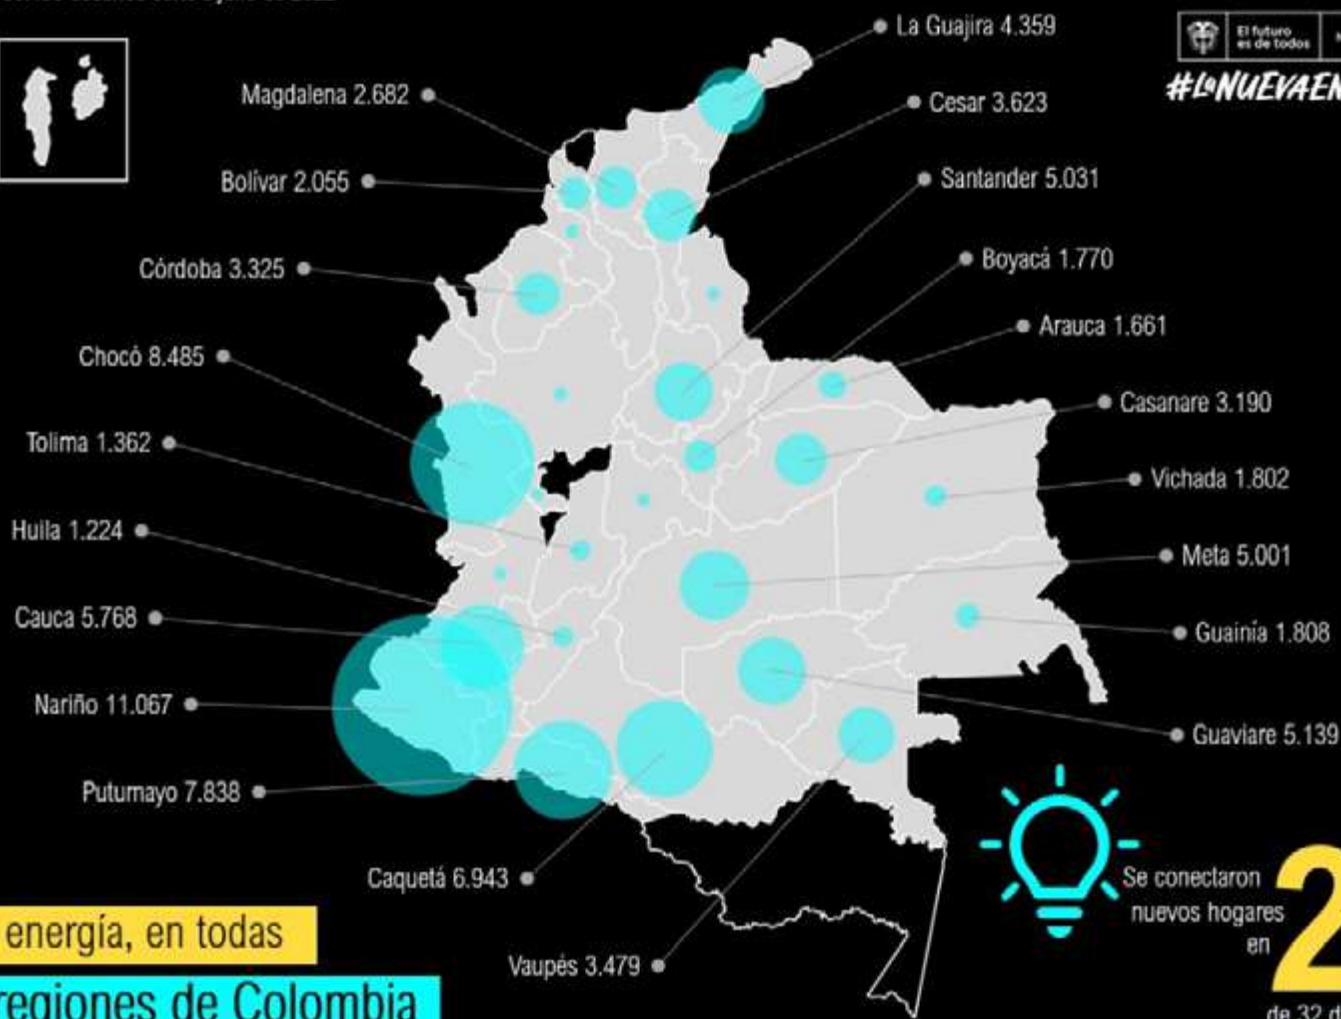 El futuro
es de todos
#LaNUEVAEN
La Guajira 4.359
Magdalena 2.682
Cesar 3.623
Bolívar 2.055
Santander 5.031
Córdoba 3.325
Boyacá 1.770
Arauca 1.661
Chocó 8.485
Casanare 3.190
Tolima 1.362
Vichada 1.802
Huila 1.224
Meta 5.001
Cauca 5.768
Guainía 1.808
Nariño 11.067
Guaviare 5.139
Putumayo 7.838
Caquetá 6.943
Vaupés 3.479
Se conectaron
nuevos hogares
en
2
de 32 d
energía, en todas
regiones de Colombia